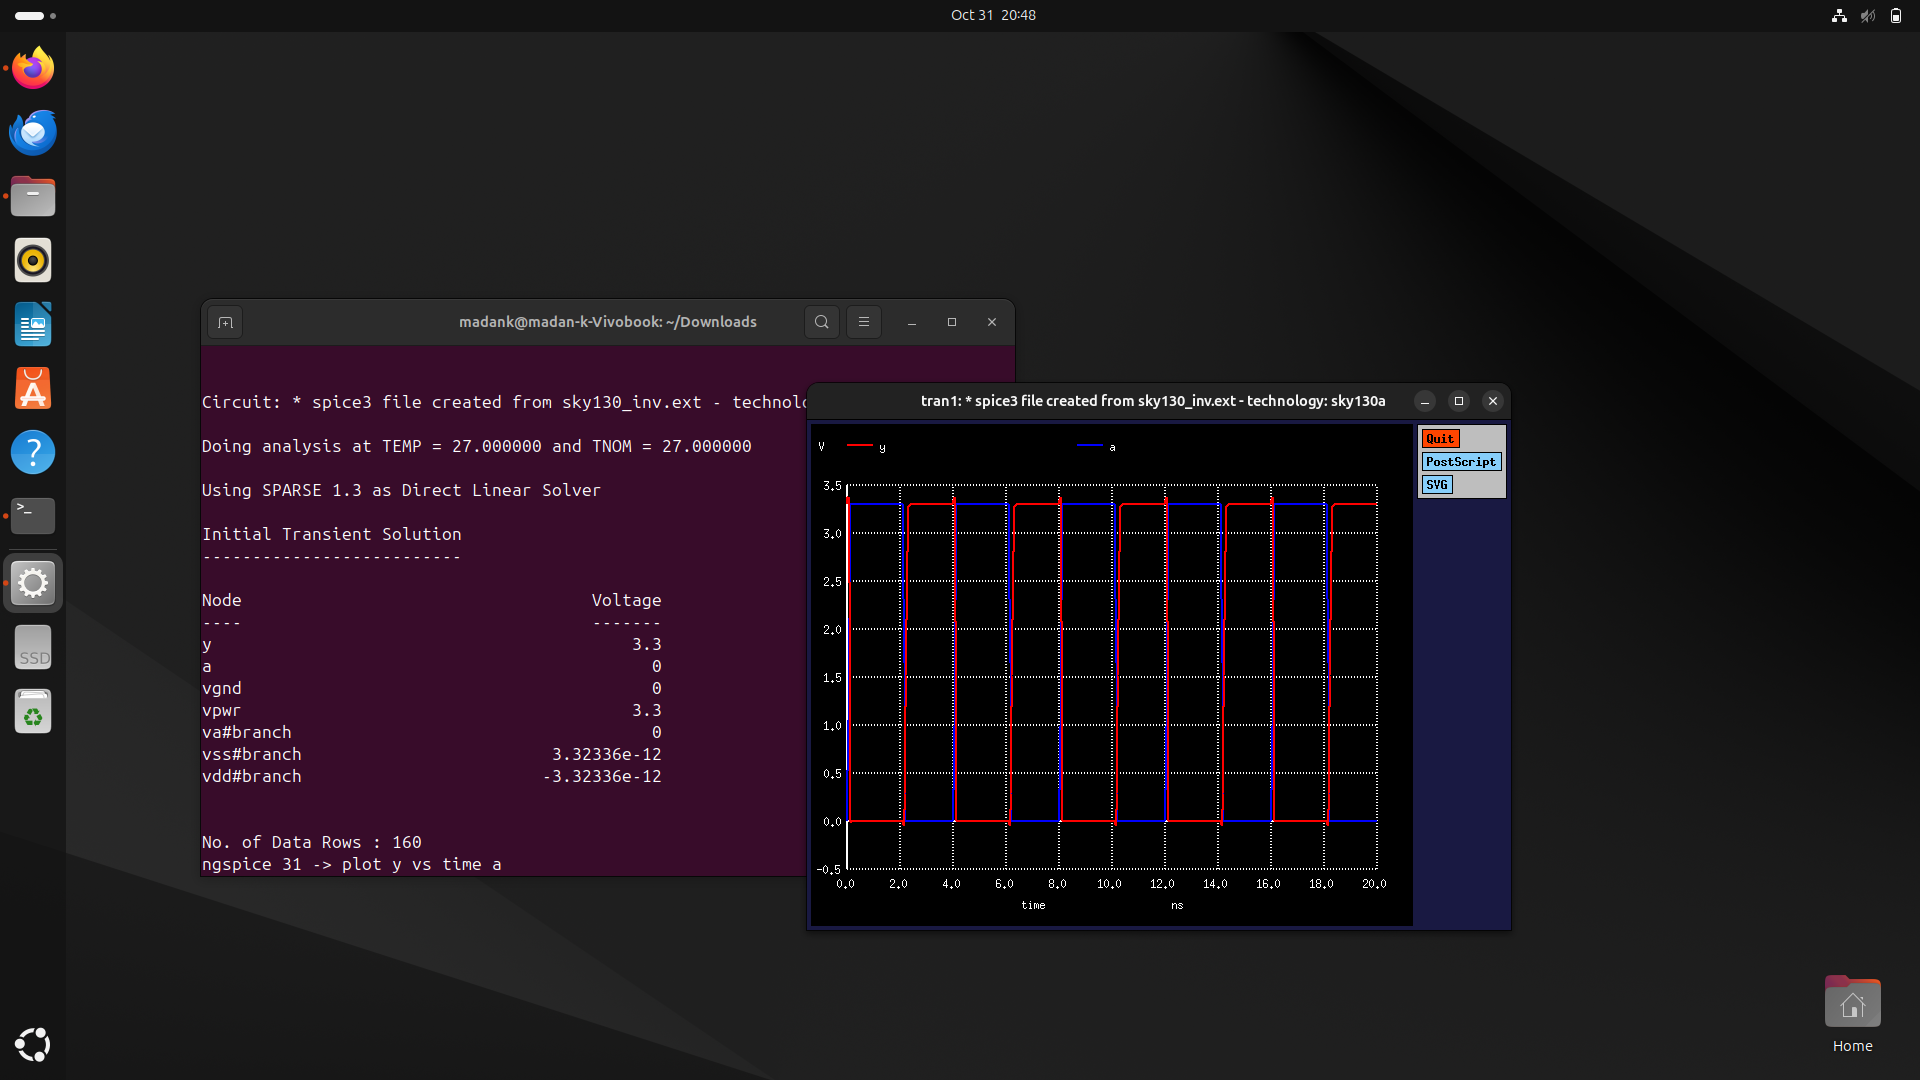 Oct 31 20:48
madank@madan-k-Vivobook: ~/Downloads
Circuit: * spice3 file created from sky130_inv.ext - technolo
Doing analysis at TEMP = 27.000000 and TNOM = 27.000000
Using SPARSE 1.3 as Direct Linear Solver
Initial Transient Solution
--------------------------
Node Voltage
---- -------
y 3.3
a 0
vgnd 0
vpwr 3.3
va#branch 0
vss#branch 3.32336e-12
vdd#branch -3.32336e-12
No. of Data Rows : 160
ngspice 31 -> plot y vs time a
tran1: * spice3 file created from sky130_inv.ext - technology: sky130a
V y a
Quit
PostScript
SVG
3.5
3.0
2.5
2.0
1.5
1.0
0.5
0.0
-0.5
0.0 2.0 4.0 6.0 8.0 10.0 12.0 14.0 16.0 18.0 20.0
time ns
>_
?
SSD
Home